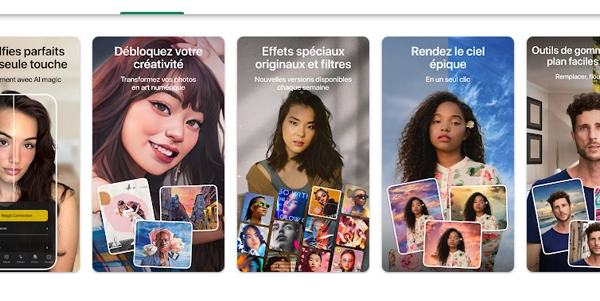 lfies parfaits
seule touche
ment avec AI magic
Magic Correction
Débloquez votre
créativité
Transformez vos photos
en art numérique
Effets spéciaux
originaux et filtres
Nouvelles versions disponibles
chaque semaine
GO WITH
Rendez le ciel
épique
En un seul clic
Outils de gomm
plan faciles
Remplacer, flou